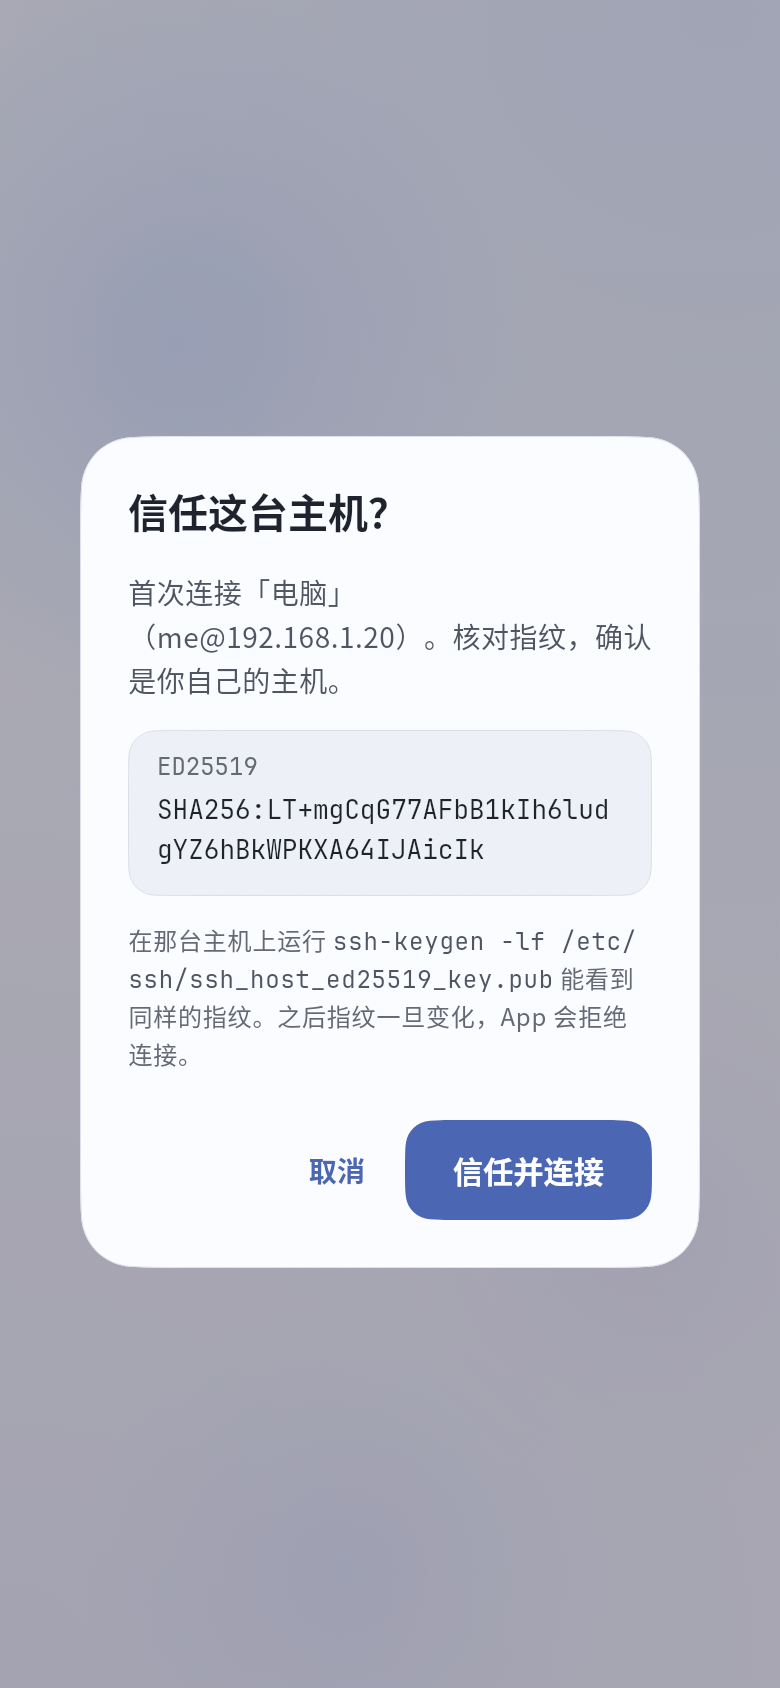 信任这台主机？
首次连接「电脑」
（me@192.168.1.20）。核对指纹，确认
是你自己的主机。
ED25519
SHA256:LT+mgCqG77AFbB1kIh6lud
gYZ6hBkWPKXA64IJAicIk
在那台主机上运行 ssh-keygen -lf /etc/
ssh/ssh_host_ed25519_key.pub 能看到
同样的指纹。之后指纹一旦变化，App 会拒绝
连接。
取消
信任并连接